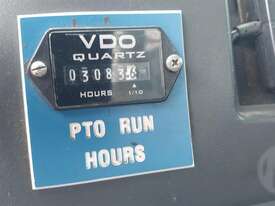 VDO
QUARTZ
03083
HOURS 1/10
PTO RUN
HOURS